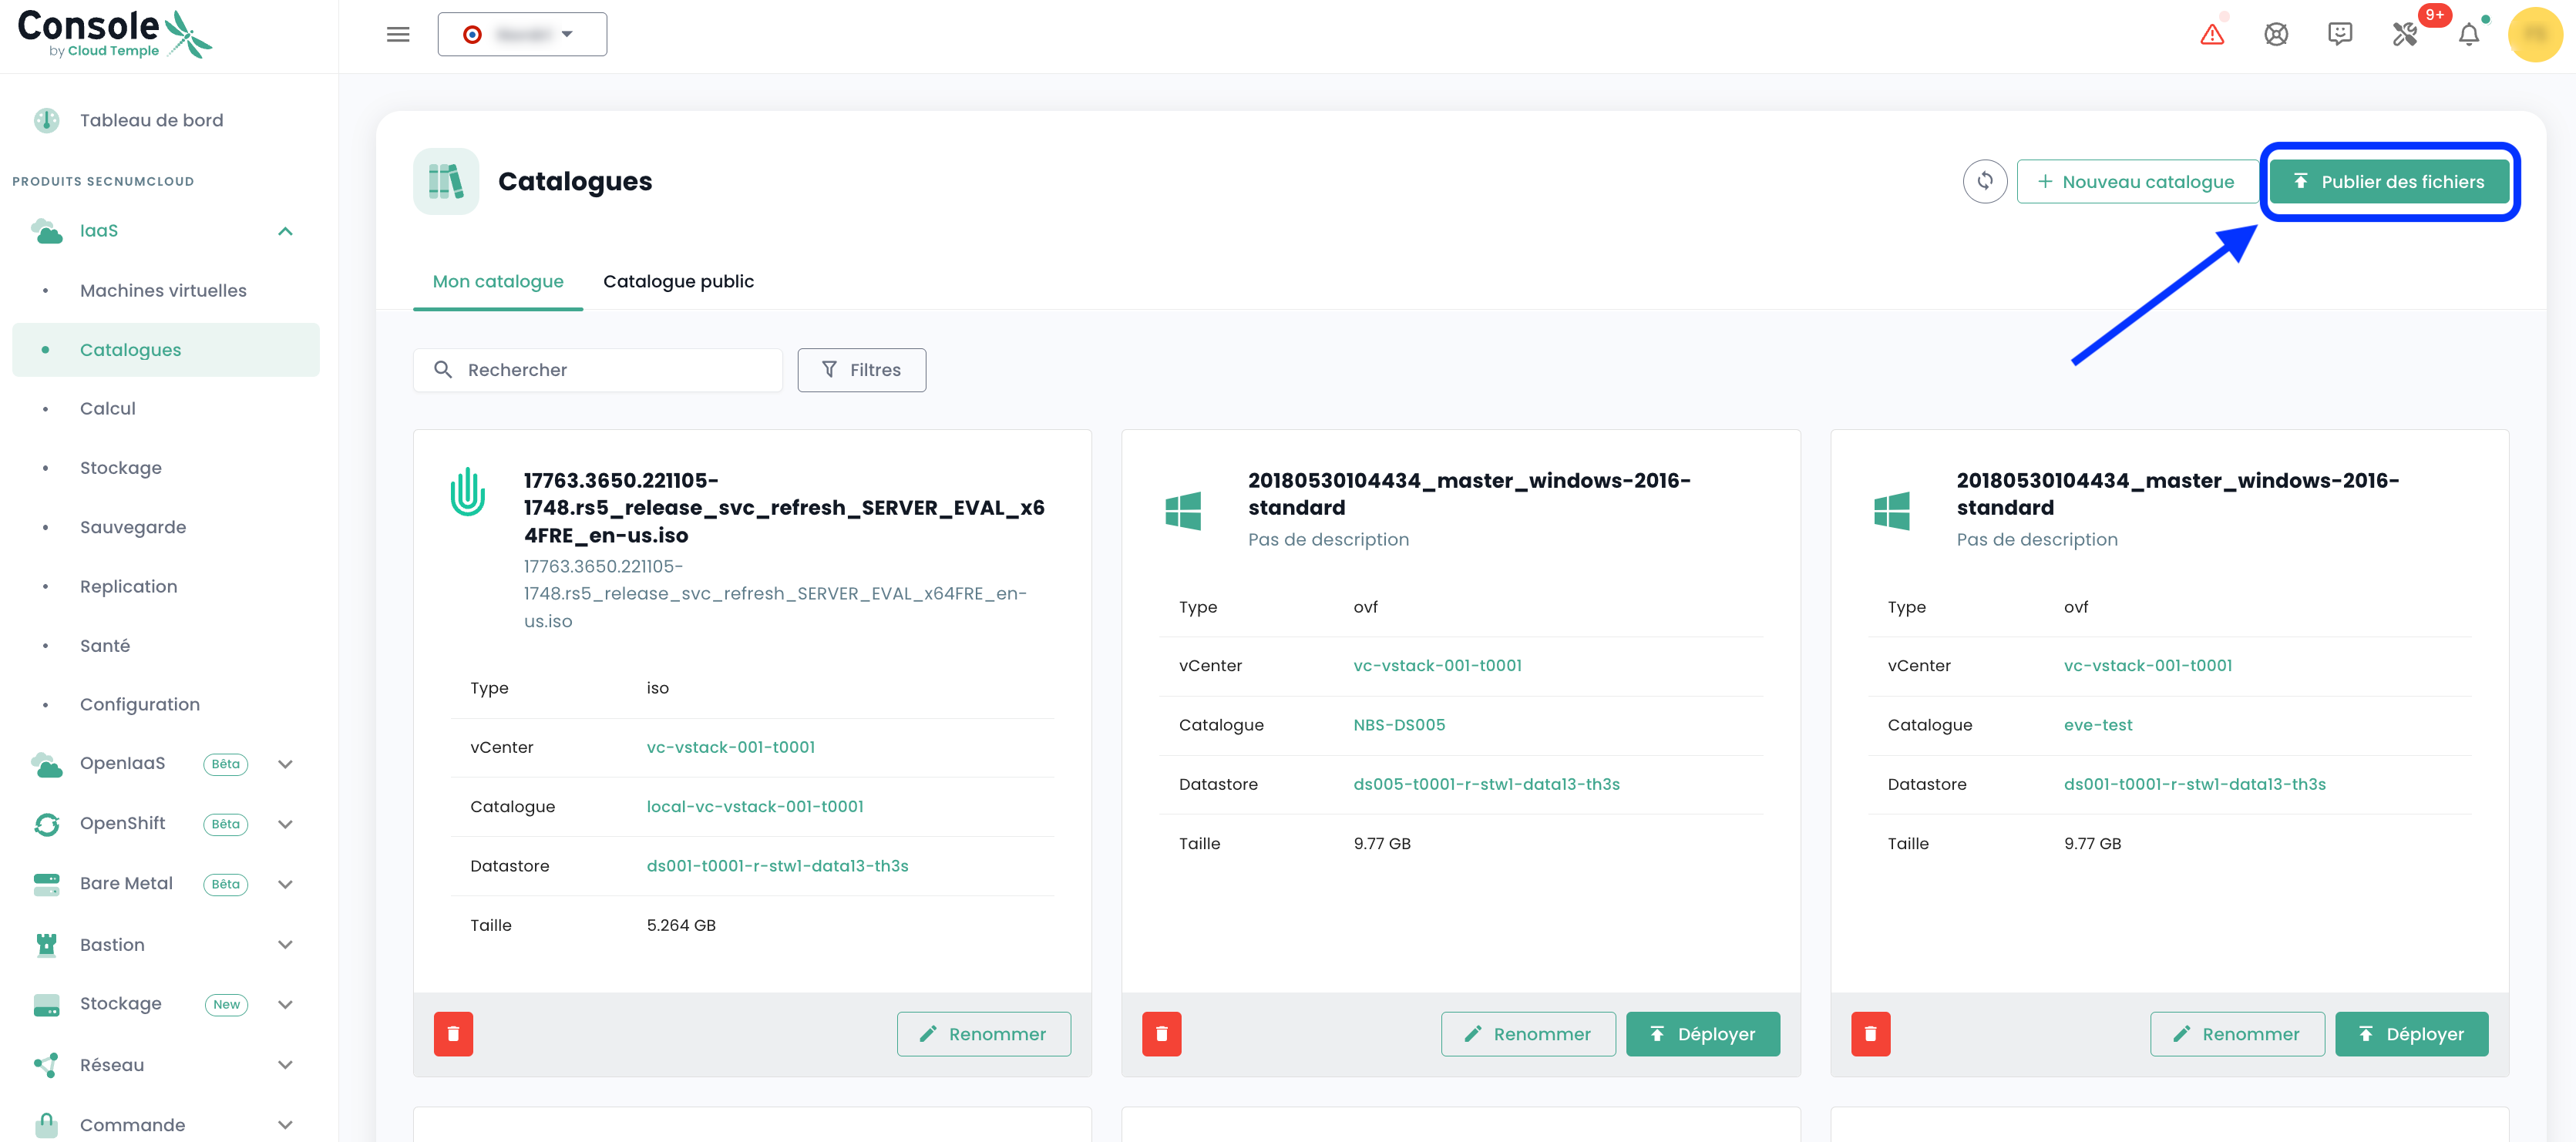 Console
by Cloud Temple
9+
Tableau de bord
PRODUITS SECNUMCLOUD
IaaS
Machines virtuelles
Catalogues
Calcul
Stockage
Sauvegarde
Replication
Santé
Configuration
OpenIaaS Bêta
OpenShift Bêta
Bare Metal Bêta
Bastion
Stockage New
Réseau
Commande
Catalogues
Nouveau catalogue
Publier des fichiers
Mon catalogue
Catalogue public
Rechercher
Filtres
17763.3650.221105-
1748.rs5_release_svc_refresh_SERVER_EVAL_x6
4FRE_en-us.iso
17763.3650.221105-
1748.rs5_release_svc_refresh_SERVER_EVAL_x64FRE_en-
us.iso
Type iso
vCenter vc-vstack-001-t0001
Catalogue local-vc-vstack-001-t0001
Datastore ds001-t0001-r-stw1-data13-th3s
Taille 5.264 GB
Renommer
20180530104434_master_windows-2016-
standard
Pas de description
Type ovf
vCenter vc-vstack-001-t0001
Catalogue NBS-DS005
Datastore ds005-t0001-r-stw1-data13-th3s
Taille 9.77 GB
Renommer
Déployer
20180530104434_master_windows-2016-
standard
Pas de description
Type ovf
vCenter vc-vstack-001-t0001
Catalogue eve-test
Datastore ds001-t0001-r-stw1-data13-th3s
Taille 9.77 GB
Renommer
Déployer